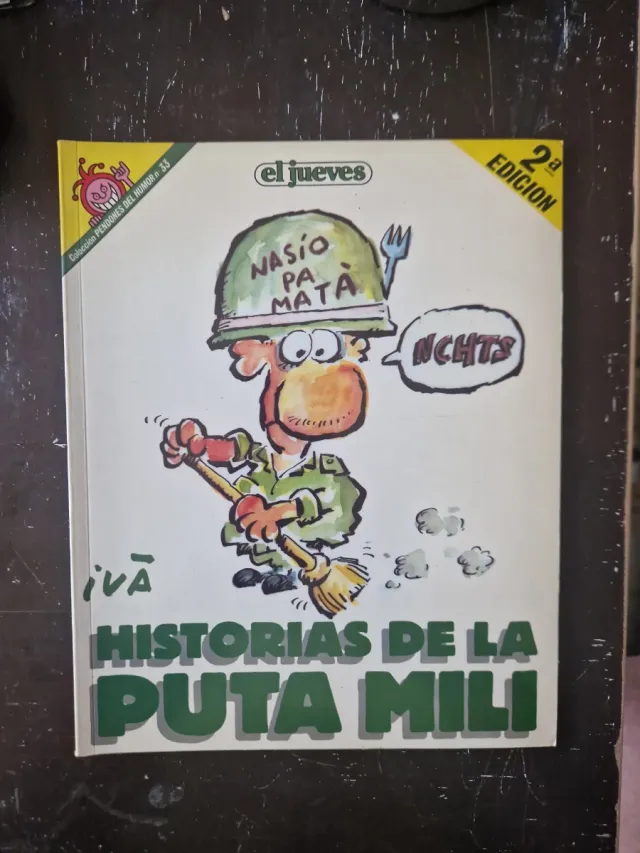 Colección PENDONES DEL HUMOR nº 33
el jueves
2ª
EDICION
NASÍO
PA
MATÀ
NCHTS
ivà
HISTORIAS DE LA
PUTA MILI